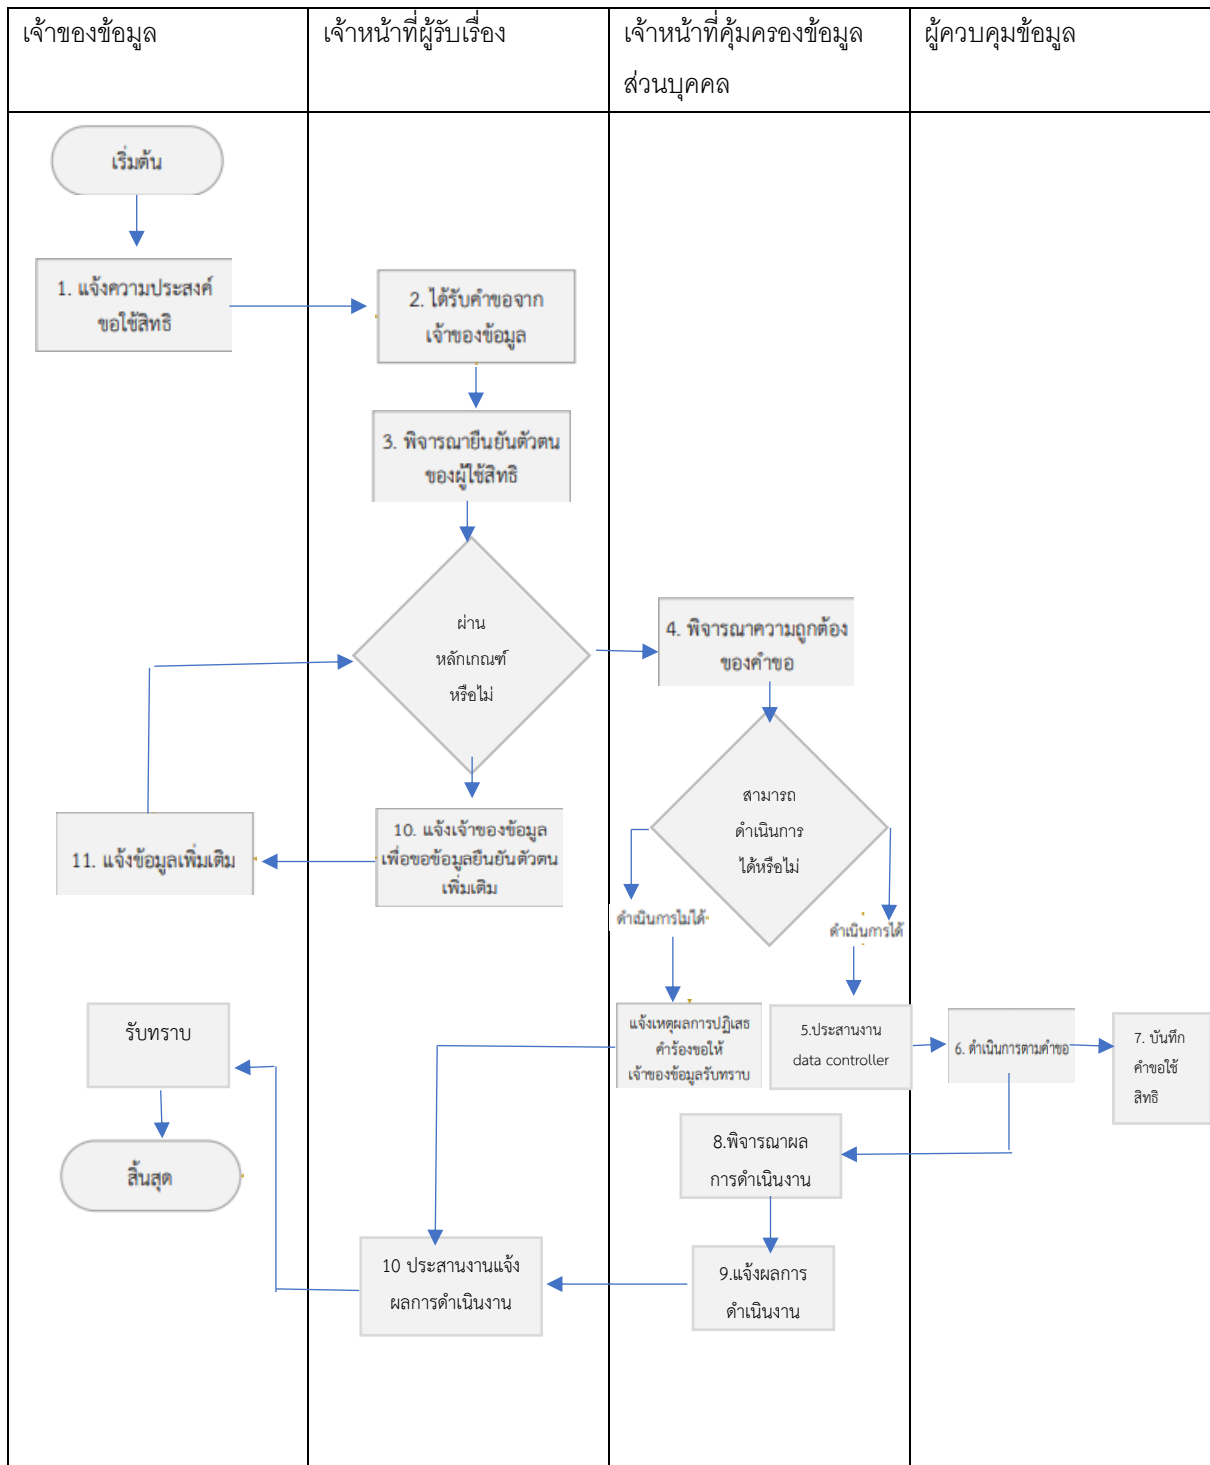 เจ้าของข้อมูล
เจ้าหน้าที่ผู้รับเรื่อง
เจ้าหน้าที่คุ้มครองข้อมูล
ส่วนบุคคล
ผู้ควบคุมข้อมูล
เริ่มต้น
1. แจ้งความประสงค์
ขอใช้สิทธิ
2. ได้รับคำขอจาก
เจ้าของข้อมูล
3. พิจารณายืนยันตัวตน
ของผู้ใช้สิทธิ
ผ่าน
หลักเกณฑ์
หรือไม่
4. พิจารณาความถูกต้อง
ของคำขอ
สามารถ
ดำเนินการ
ได้หรือไม่
10. แจ้งเจ้าของข้อมูล
เพื่อขอข้อมูลยืนยันตัวตน
เพิ่มเติม
11. แจ้งข้อมูลเพิ่มเติม
ดำเนินการไม่ได้
ดำเนินการได้
รับทราบ
แจ้งเหตุผลการปฏิเสธ
คำร้องขอให้
เจ้าของข้อมูลรับทราบ
5.ประสานงาน
data controller
6. ดำเนินการตามคำขอ
7. บันทึก
คำขอใช้
สิทธิ
8.พิจารณาผล
การดำเนินงาน
สิ้นสุด
10 ประสานงานแจ้ง
ผลการดำเนินงาน
9.แจ้งผลการ
ดำเนินงาน